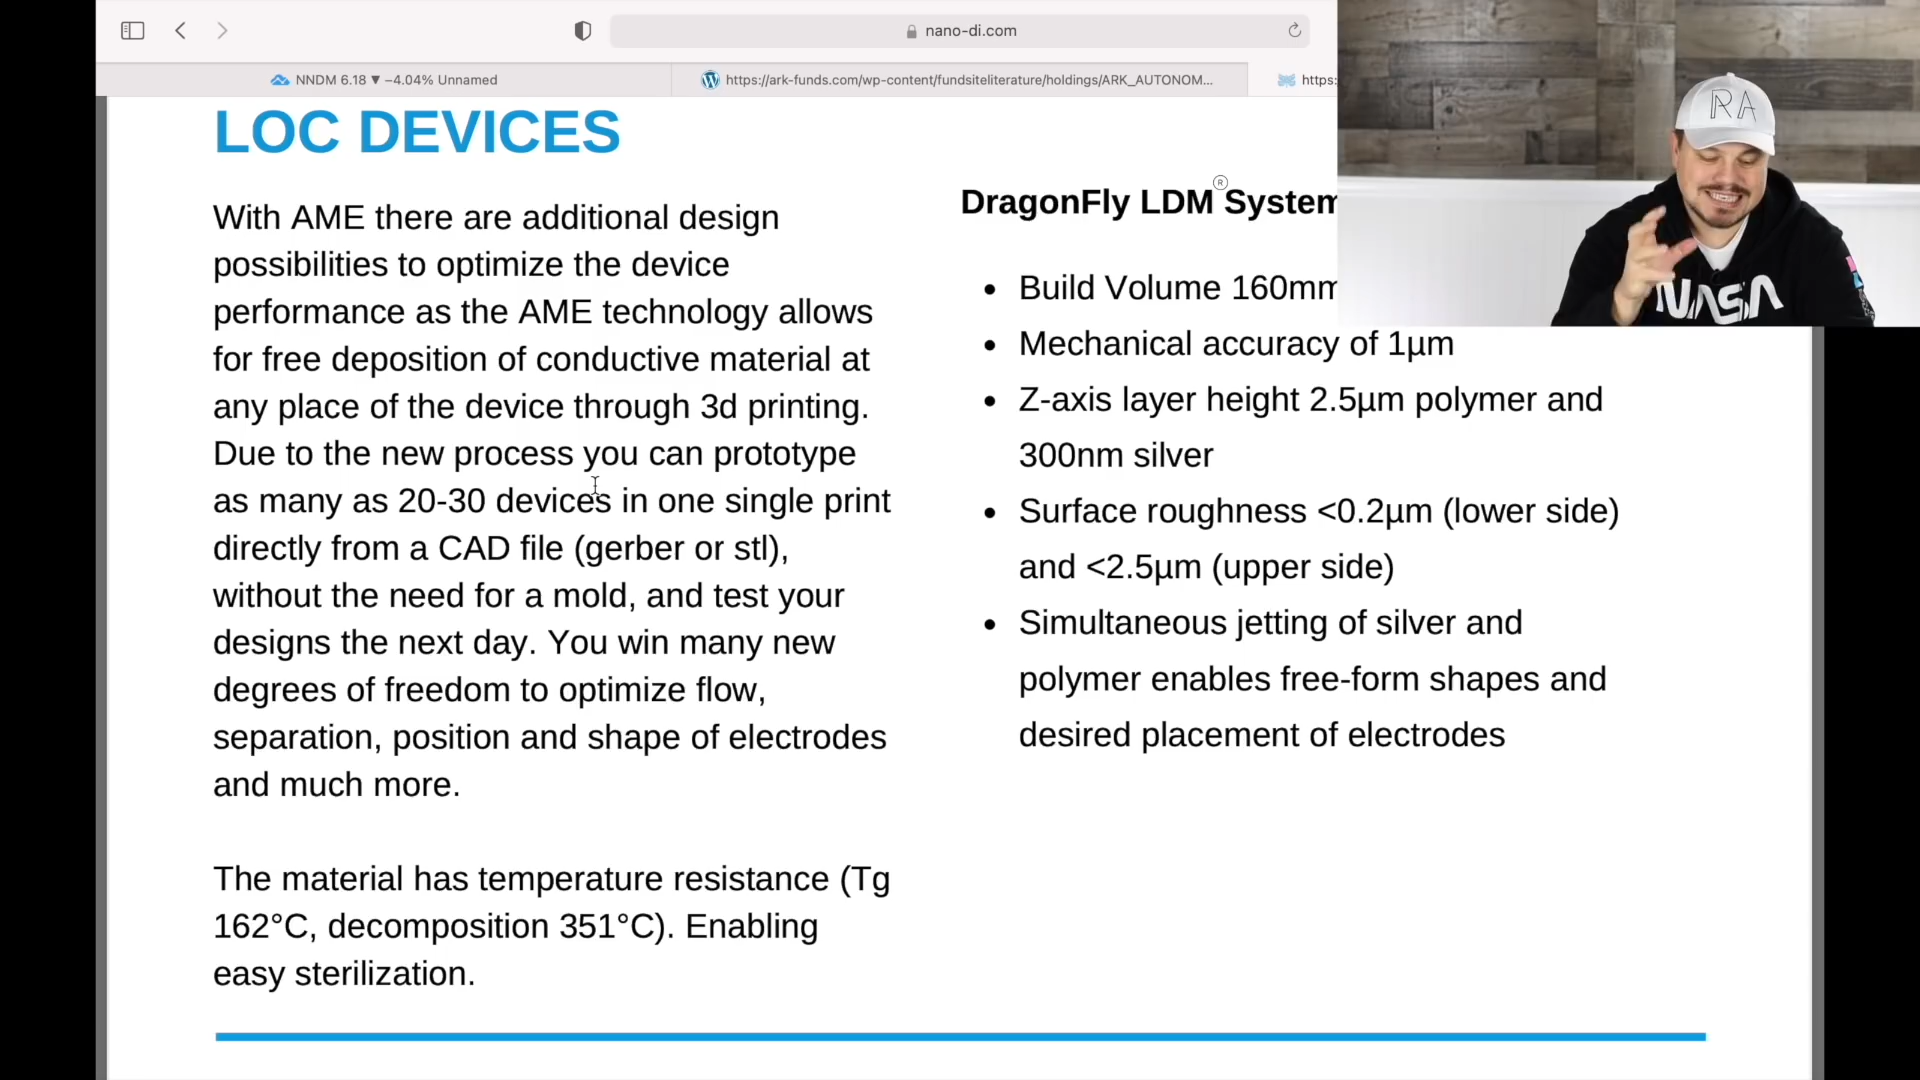 nano-di.com
NNDM 6.18 ▼ −4.04% Unnamed
https://ark-funds.com/wp-content/fundsiteliterature/holdings/ARK_AUTONOM...
https:
LOC DEVICES
With AME there are additional design
possibilities to optimize the device
performance as the AME technology allows
for free deposition of conductive material at
any place of the device through 3d printing.
Due to the new process you can prototype
as many as 20-30 devices in one single print
directly from a CAD file (gerber or stl),
without the need for a mold, and test your
designs the next day. You win many new
degrees of freedom to optimize flow,
separation, position and shape of electrodes
and much more.
The material has temperature resistance (Tg
162°C, decomposition 351°C). Enabling
easy sterilization.
DragonFly LDM® System
• Build Volume 160mm
• Mechanical accuracy of 1µm
• Z-axis layer height 2.5µm polymer and
300nm silver
• Surface roughness <0.2µm (lower side)
and <2.5µm (upper side)
• Simultaneous jetting of silver and
polymer enables free-form shapes and
desired placement of electrodes
RA
NASA